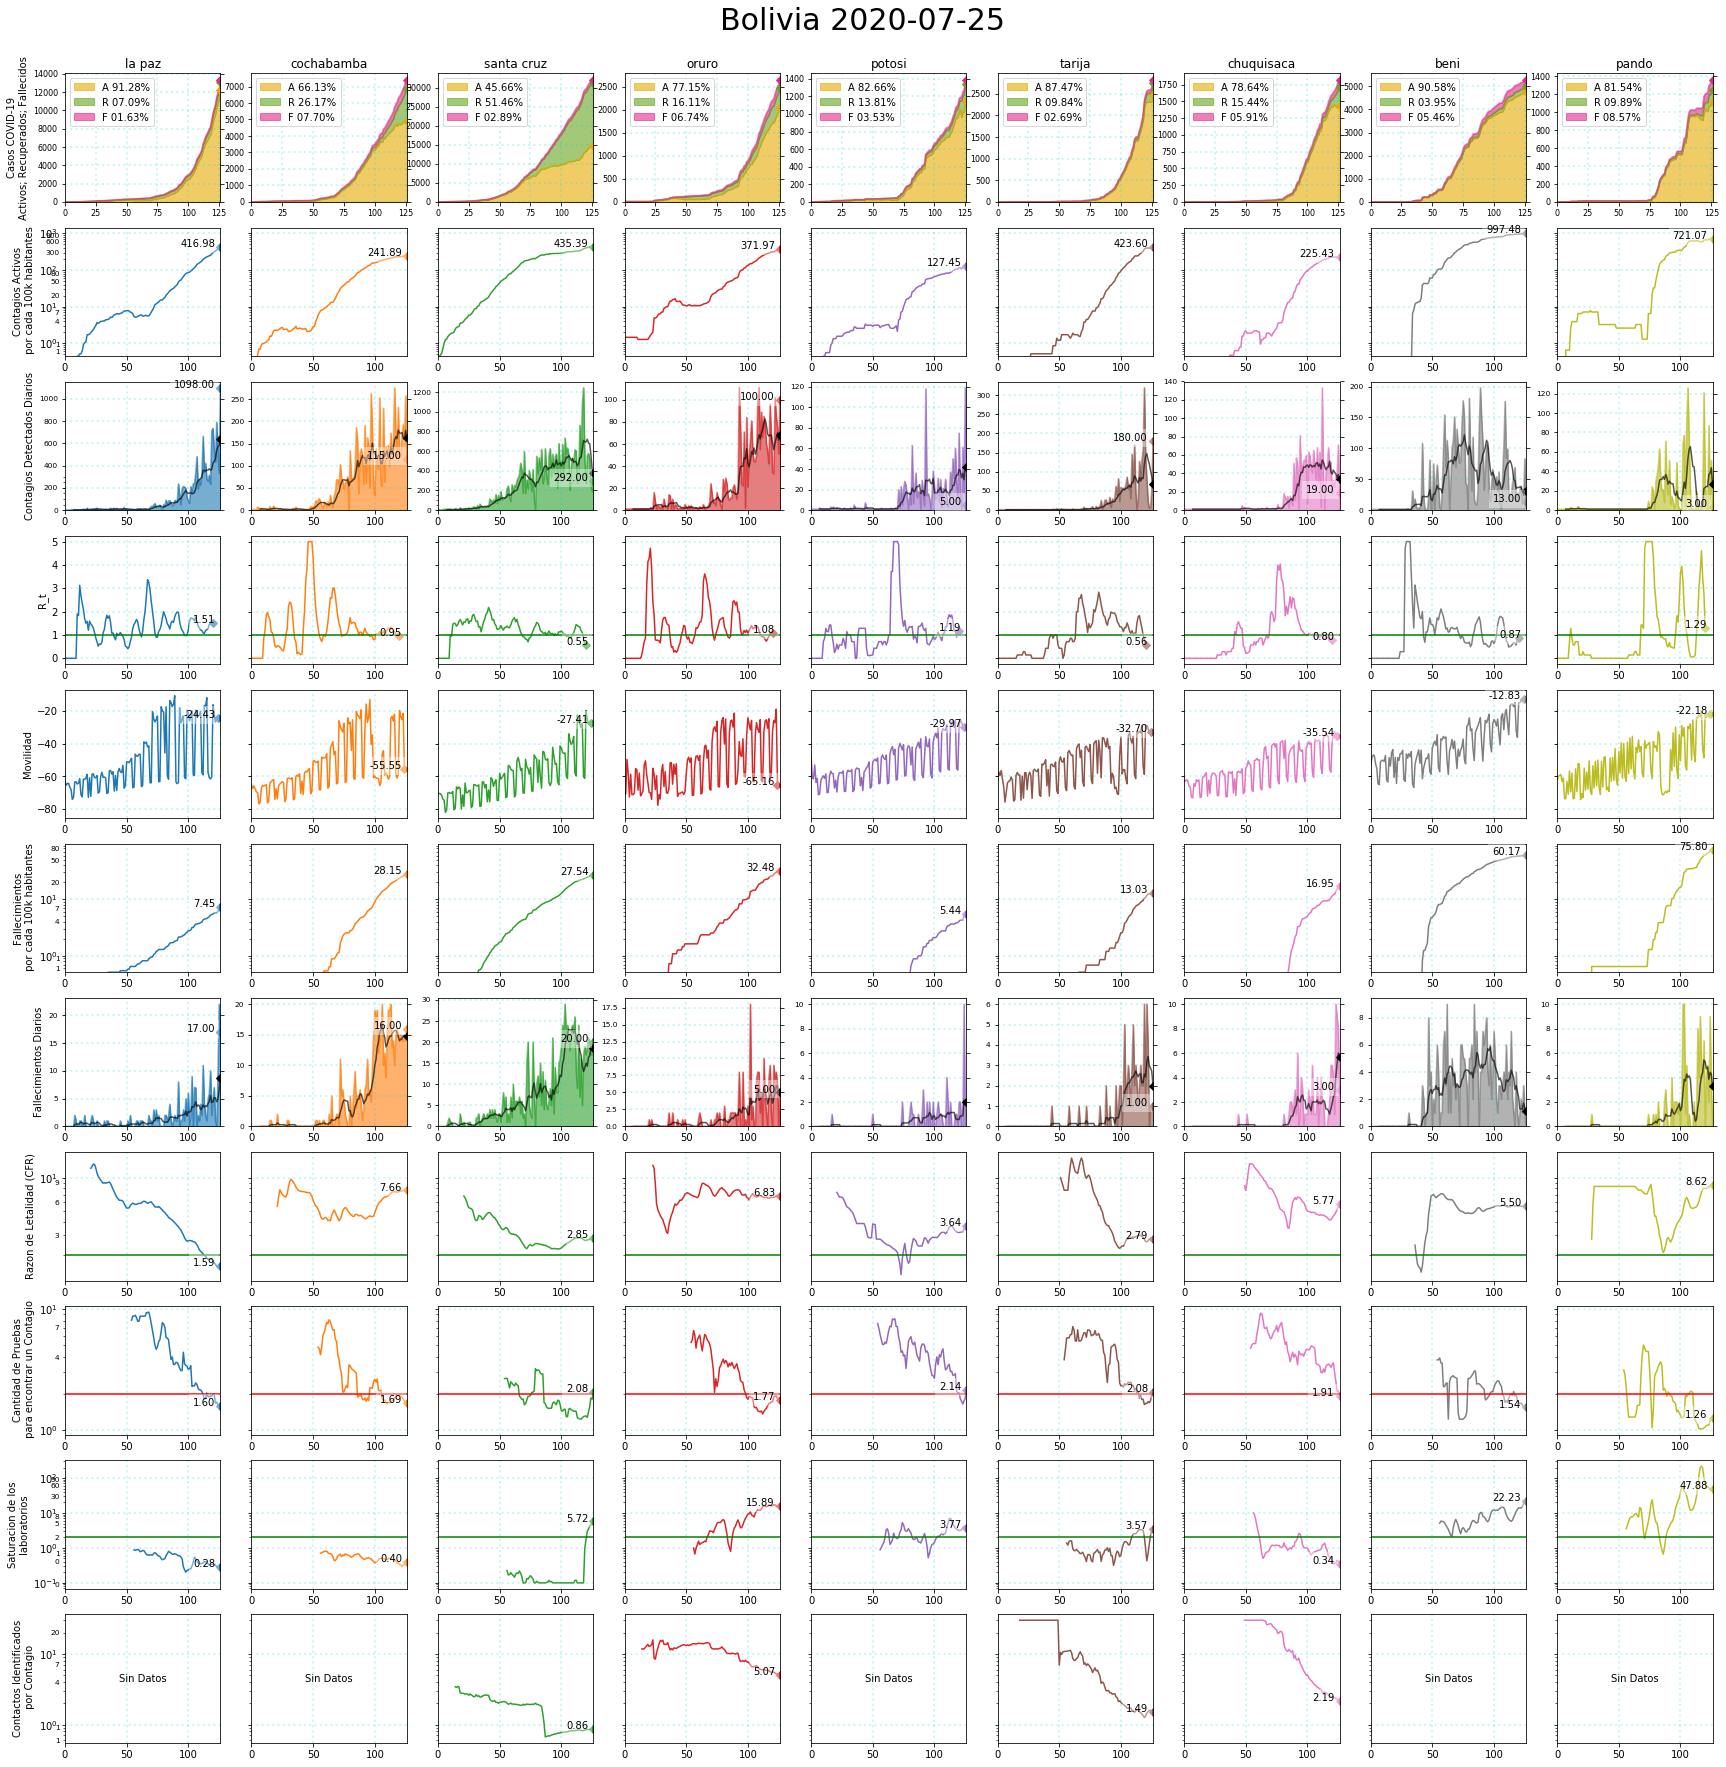 Bolivia 2020-07-25
la paz
cochabamba
santa cruz
oruro
potosi
tarija
chuquisaca
beni
pando
Casos COVID-19
Activos; Recuperados; Fallecidos
A 91.28%
R 07.09%
F 01.63%
A 66.13%
R 26.17%
F 07.70%
A 45.66%
R 51.46%
F 02.89%
A 77.15%
R 16.11%
F 06.74%
A 82.66%
R 13.81%
F 03.53%
A 87.47%
R 09.84%
F 02.69%
A 78.64%
R 15.44%
F 05.91%
A 90.58%
R 03.95%
F 05.46%
A 81.54%
R 09.89%
F 08.57%
Contagios Activos
por cada 100k habitantes
416.98
241.89
435.39
371.97
127.45
423.60
225.43
997.48
721.07
Contagios Detectados Diarios
1098.00
115.00
292.00
100.00
5.00
180.00
19.00
13.00
3.00
R_t
1.51
0.95
0.55
1.08
1.19
0.56
0.80
0.87
1.29
Movilidad
-24.43
-55.55
-27.41
-65.16
-29.97
-32.70
-35.54
-12.83
-22.18
Fallecimientos
por cada 100k habitantes
7.45
28.15
27.54
32.48
5.44
13.03
16.95
60.17
75.80
Fallecimientos Diarios
17.00
16.00
20.00
5.00
1.00
3.00
Razon de Letalidad (CFR)
1.59
7.66
2.85
6.83
3.64
2.79
5.77
5.50
8.62
Cantidad de Pruebas
para encontrar un Contagio
1.60
1.69
2.08
1.77
2.14
2.08
1.91
1.54
1.26
Saturacion de los
laboratorios
0.28
0.40
5.72
15.89
3.77
3.57
0.34
22.23
47.88
Contactos Identificados
por Contagio
Sin Datos
Sin Datos
0.86
5.07
Sin Datos
1.49
2.19
Sin Datos
Sin Datos